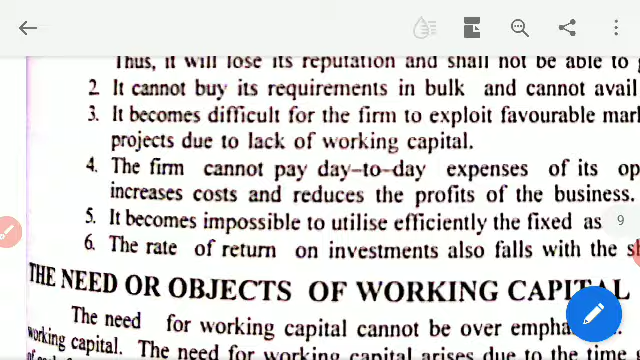 Thus, it will lose its reputation and shall not be able to
2. It cannot buy its requirements in bulk and cannot avail
3. It becomes difficult for the firm to exploit favourable mar
projects due to lack of working capital.
4. The firm cannot pay day-to-day expenses of its op
increases costs and reduces the profits of the business.
5. It becomes impossible to utilise efficiently the fixed as
9
6. The rate of return on investments also falls with the s
THE NEED OR OBJECTS OF WORKING CAPITAL
The need for working capital cannot be over empha
working capital. The need for working capital arises due to the time